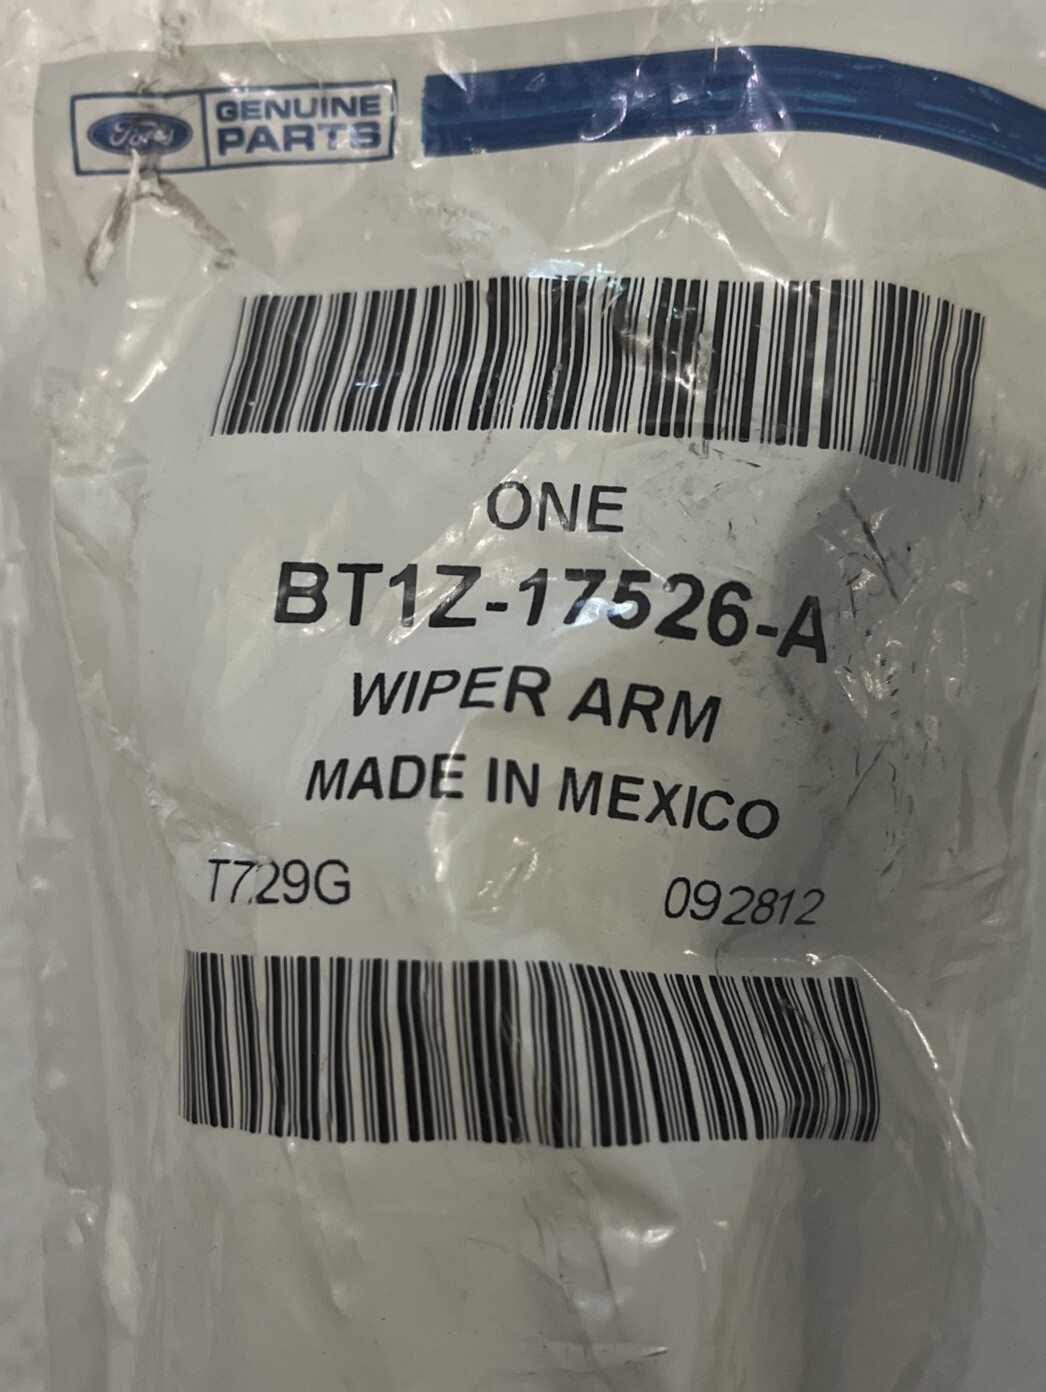 Ford
GENUINE
PARTS
ONE
BT1Z-17526-A
WIPER ARM
MADE IN MEXICO
T729G
092812